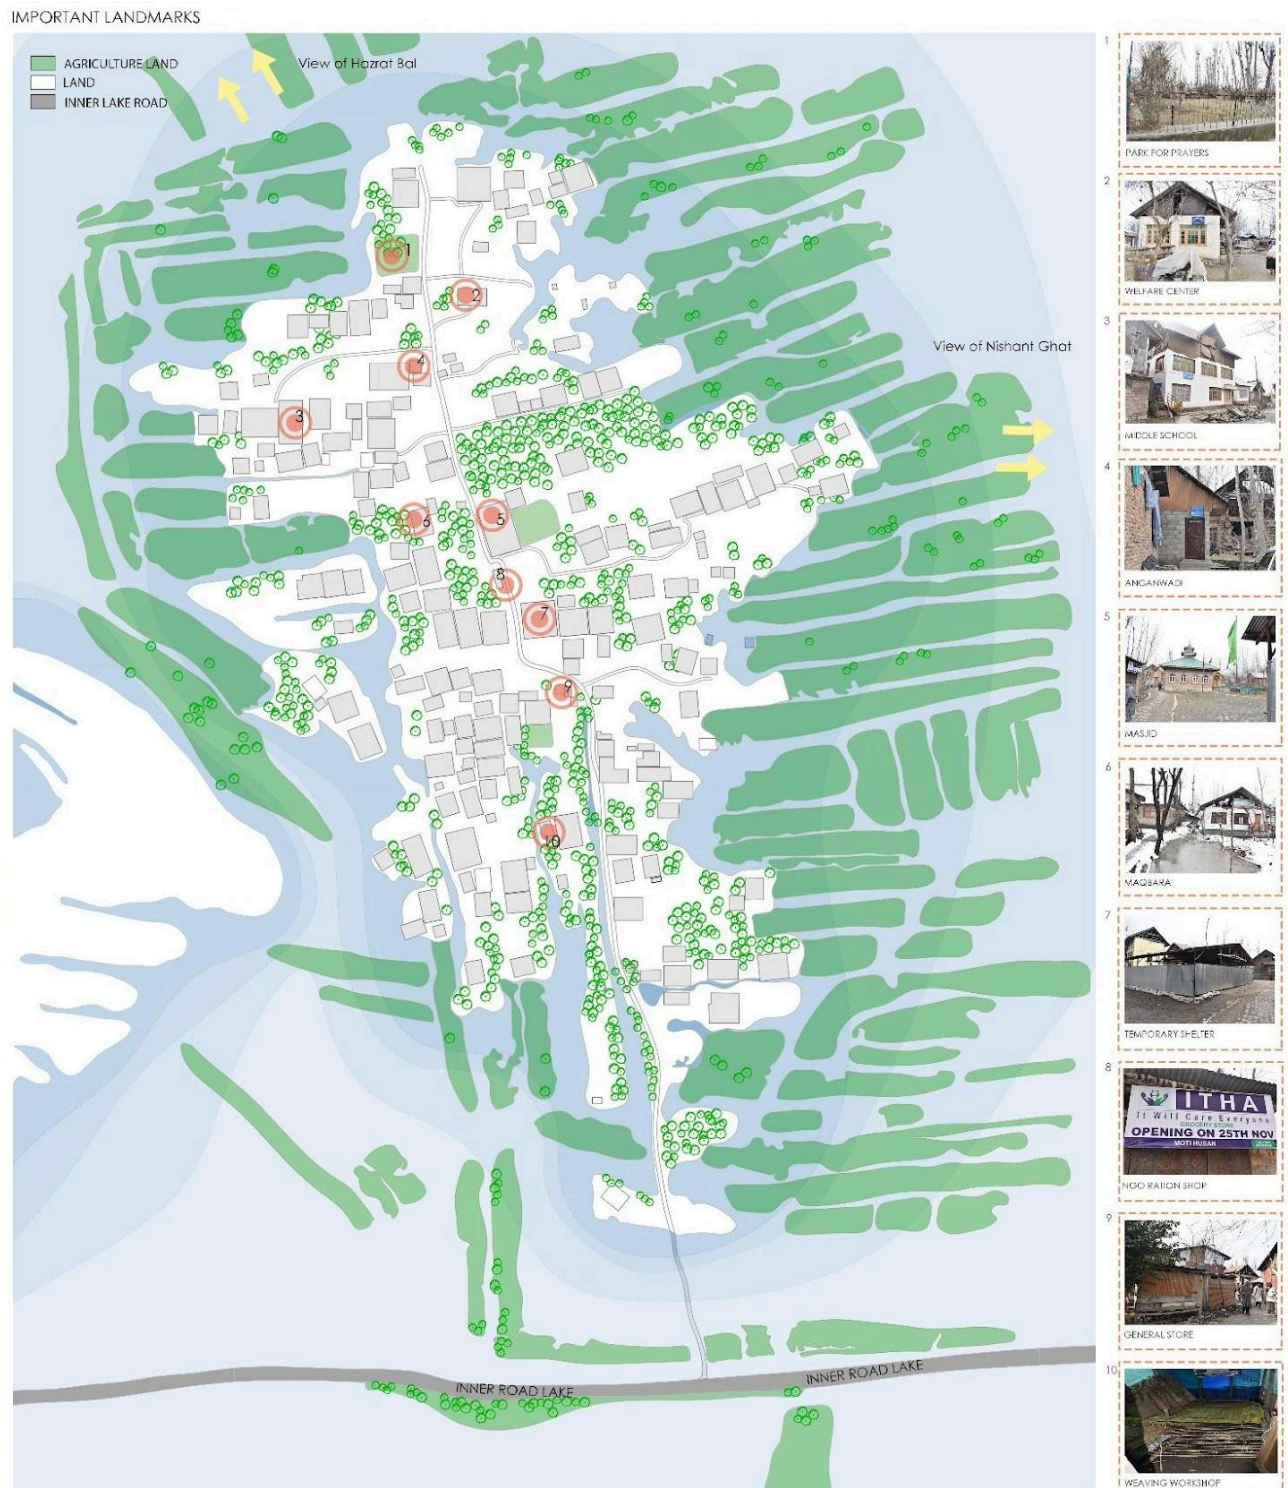 IMPORTANT LANDMARKS
AGRICULTURE LAND
LAND
INNER LAKE ROAD
View of Hazrat Bal
View of Nishant Ghat
1
2
3
4
5
6
7
8
9
10
INNER ROAD LAKE
INNER ROAD LAKE
1
PARK FOR PRAYERS
2
WELFARE CENTER
3
MIDDLE SCHOOL
4
ANGANWADI
5
MASJID
6
MAQBARA
7
TEMPORARY SHELTER
8
ITHA
It Will Care Everyone
GROCERY STORE
OPENING ON 25TH NOV
MOTI HUSAN
NGO RATION SHOP
9
GENERAL STORE
10
WEAVING WORKSHOP